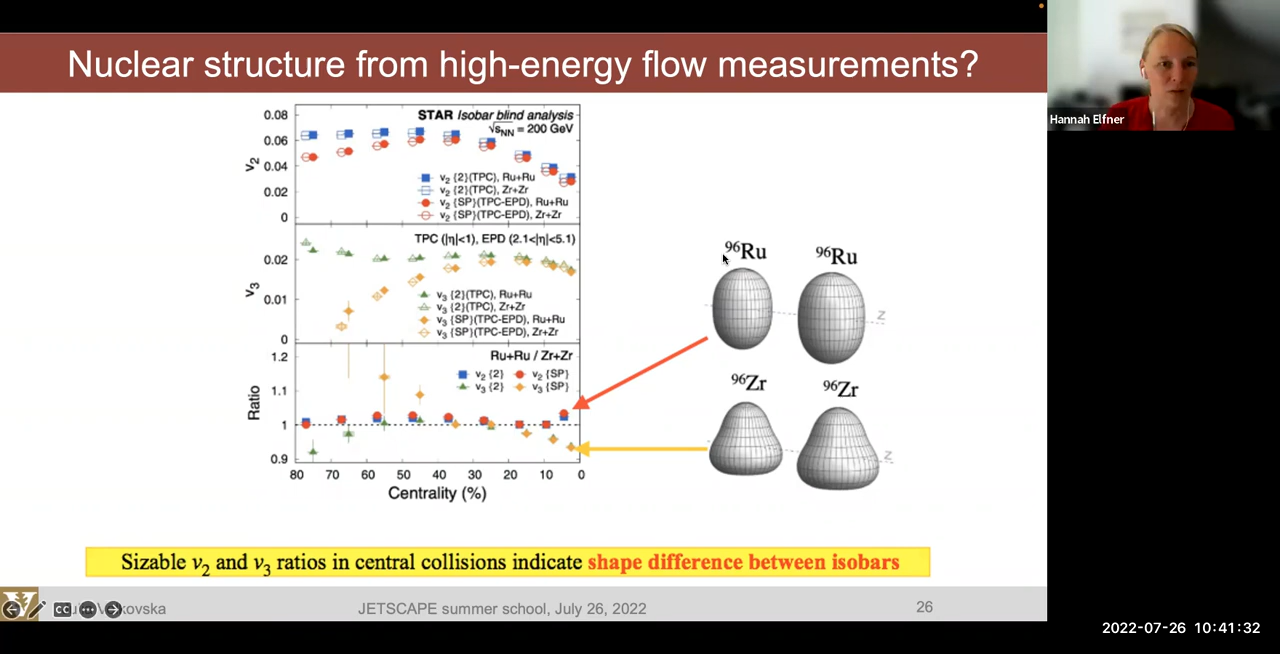 Nuclear structure from high-energy flow measurements?
Hannah Elfner
STAR Isobar blind analysis
√sNN = 200 GeV
0.08
0.06
0.04
0.02
0
v2
v2 {2}(TPC), Ru+Ru
v2 {2}(TPC), Zr+Zr
v2 {SP}(TPC-EPD), Ru+Ru
v2 {SP}(TPC-EPD), Zr+Zr
TPC (|η|<1), EPD (2.1<|η|<5.1)
0.02
0.01
0
v3
v3 {2}(TPC), Ru+Ru
v3 {2}(TPC), Zr+Zr
v3 {SP}(TPC-EPD), Ru+Ru
v3 {SP}(TPC-EPD), Zr+Zr
Ru+Ru / Zr+Zr
v2 {2} v2 {SP}
v3 {2} v3 {SP}
1.2
1.1
1
0.9
Ratio
80 70 60 50 40 30 20 10 0
Centrality (%)
96Ru 96Ru
z
96Zr 96Zr
z
Sizable v2 and v3 ratios in central collisions indicate shape difference between isobars
JETSCAPE summer school, July 26, 2022
26
CC
2022-07-26 10:41:32